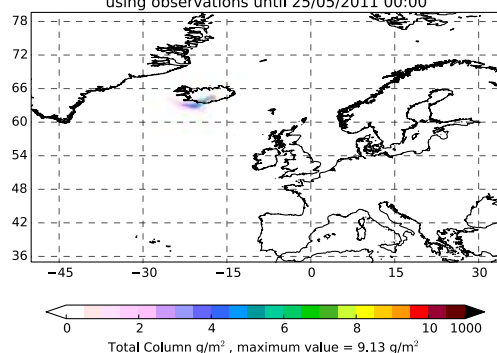 using observations until 25/05/2011 00:00
78
72
66
60
54
48
42
36
−45 −30 −15 0 15 30
0 2 4 6 8 10 1000
Total Column g/m² , maximum value = 9.13 g/m²